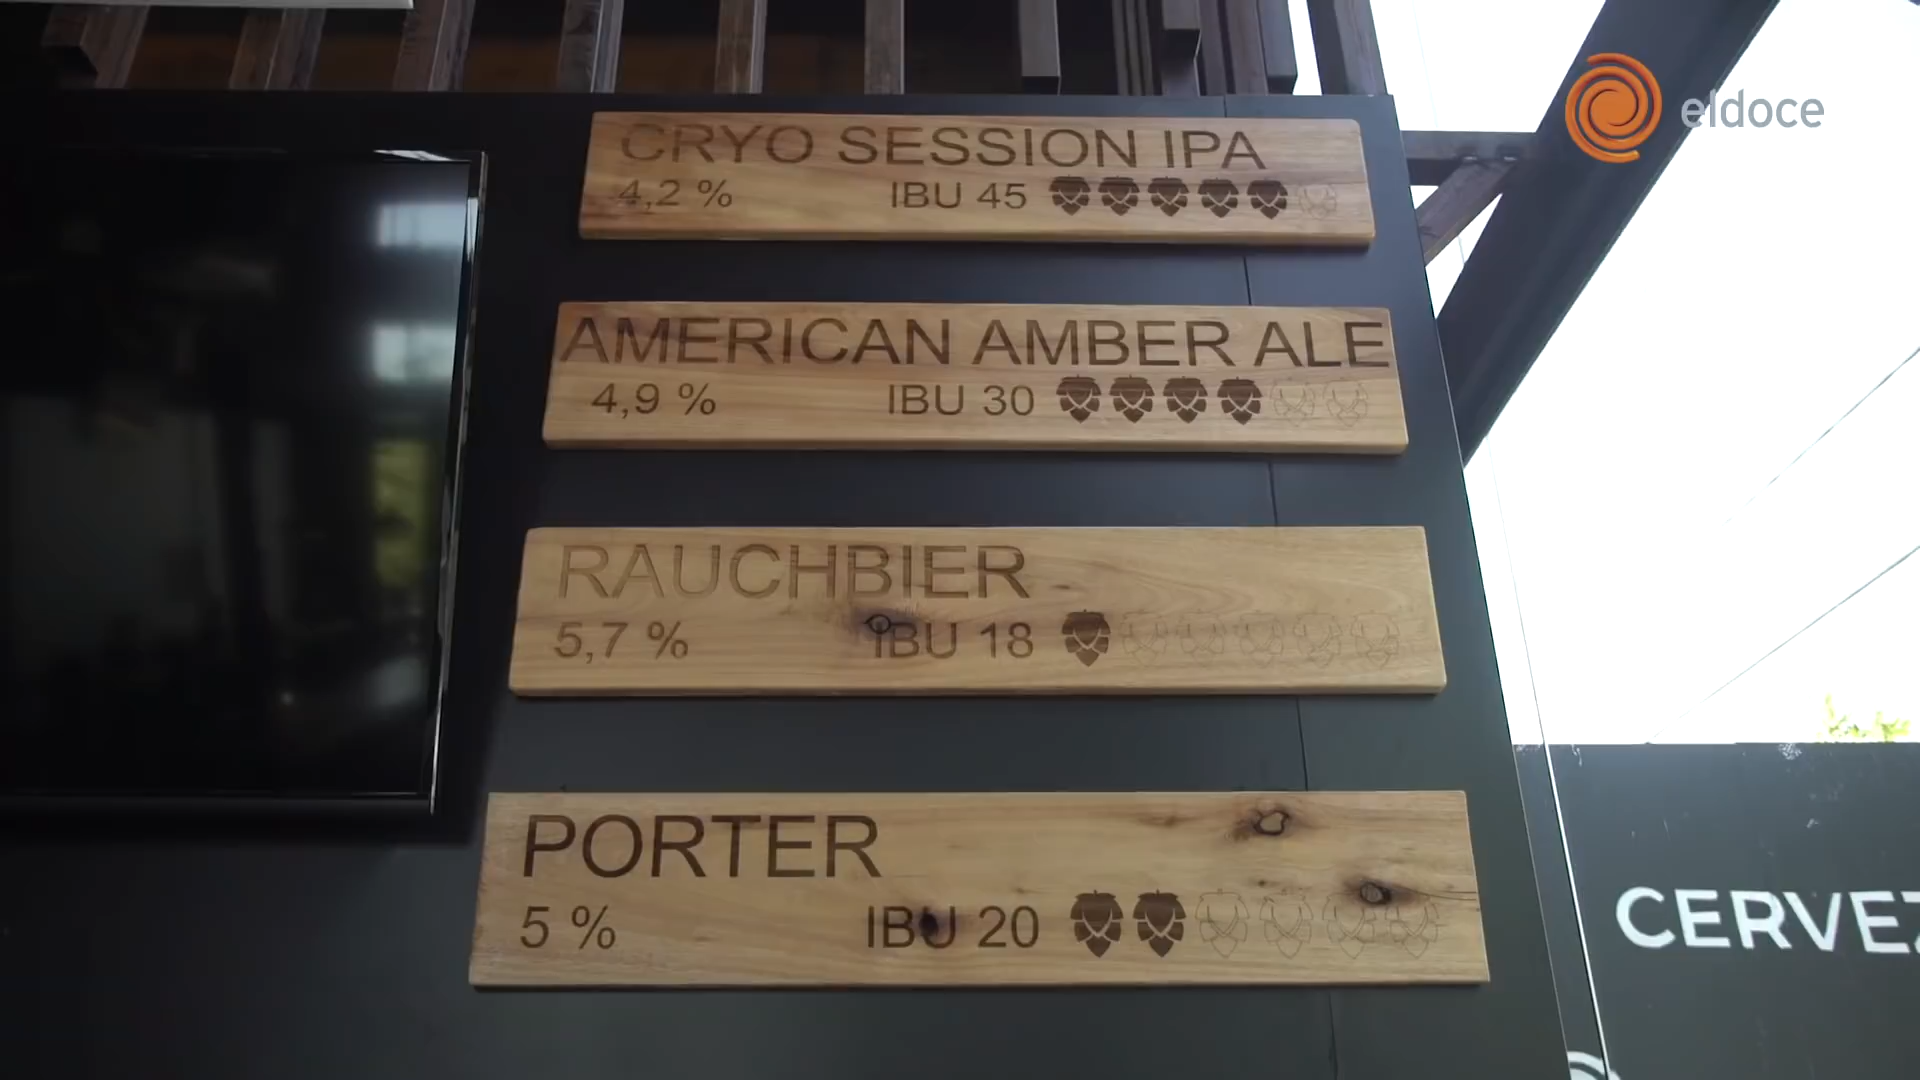 eldoce
CRYO SESSION IPA
4,2 % IBU 45
AMERICAN AMBER ALE
4,9 % IBU 30
RAUCHBIER
5,7 % IBU 18
PORTER
5 % IBU 20
CERVEZ